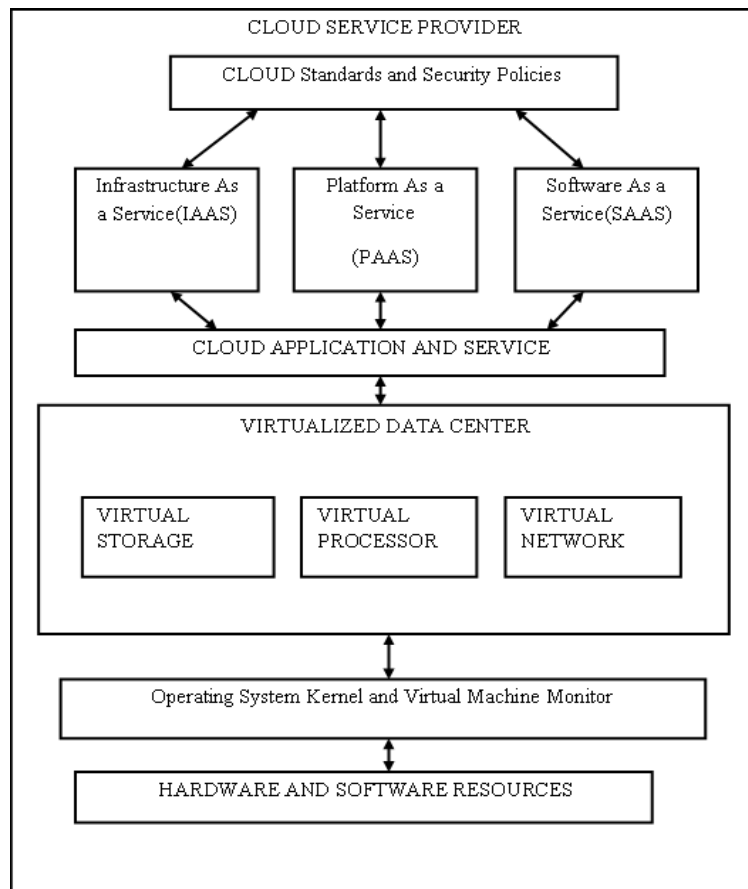 CLOUD SERVICE PROVIDER
CLOUD Standards and Security Policies
Infrastructure As
a Service(IAAS)
Platform As a
Service
(PAAS)
Software As a
Service(SAAS)
CLOUD APPLICATION AND SERVICE
VIRTUALIZED DATA CENTER
VIRTUAL
STORAGE
VIRTUAL
PROCESSOR
VIRTUAL
NETWORK
Operating System Kernel and Virtual Machine Monitor
HARDWARE AND SOFTWARE RESOURCES